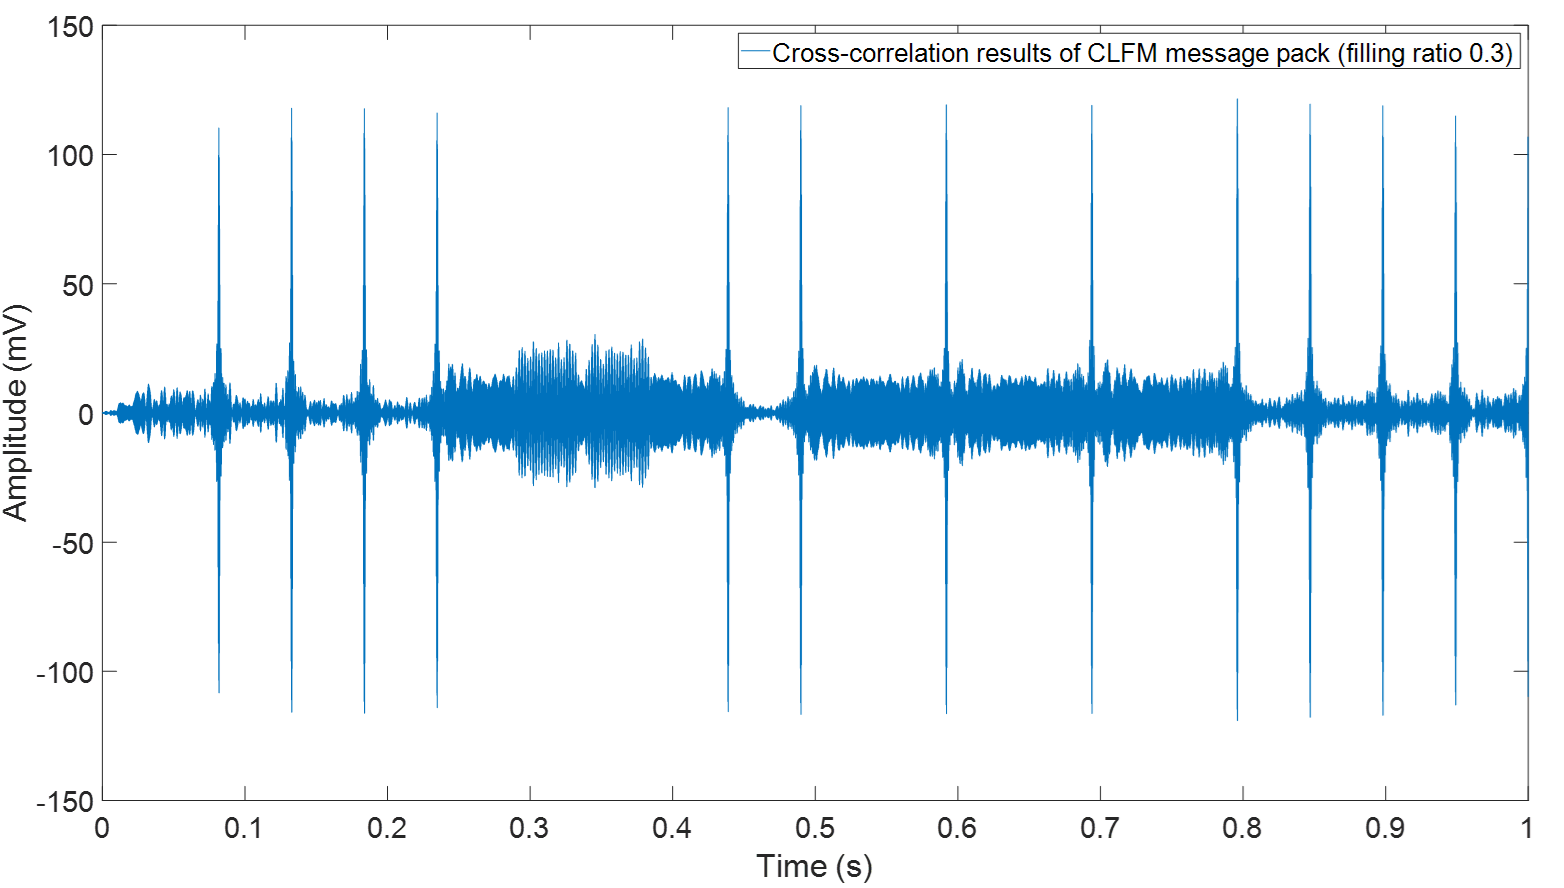 Cross-correlation results of CLFM message pack (filling ratio 0.3)
150
100
50
0
-50
-100
-150
Amplitude (mV)
0 0.1 0.2 0.3 0.4 0.5 0.6 0.7 0.8 0.9 1
Time (s)